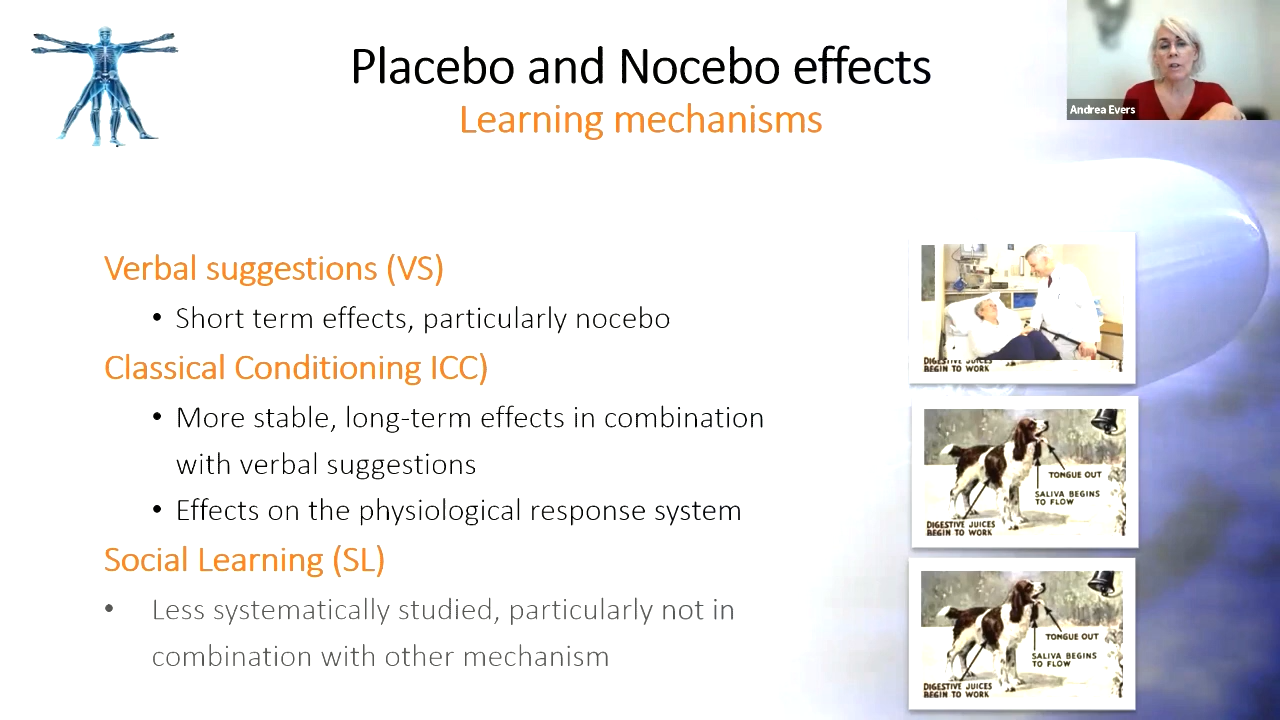 Placebo and Nocebo effects
Learning mechanisms
Andrea Evers
Verbal suggestions (VS)
• Short term effects, particularly nocebo
Classical Conditioning ICC)
• More stable, long-term effects in combination
with verbal suggestions
• Effects on the physiological response system
Social Learning (SL)
• Less systematically studied, particularly not in
combination with other mechanism
DIGESTIVE JUICES
BEGIN TO WORK
TONGUE OUT
SALIVA BEGINS
TO FLOW
DIGESTIVE JUICES
BEGIN TO WORK
TONGUE OUT
SALIVA BEGINS
TO FLOW
DIGESTIVE JUICES
BEGIN TO WORK